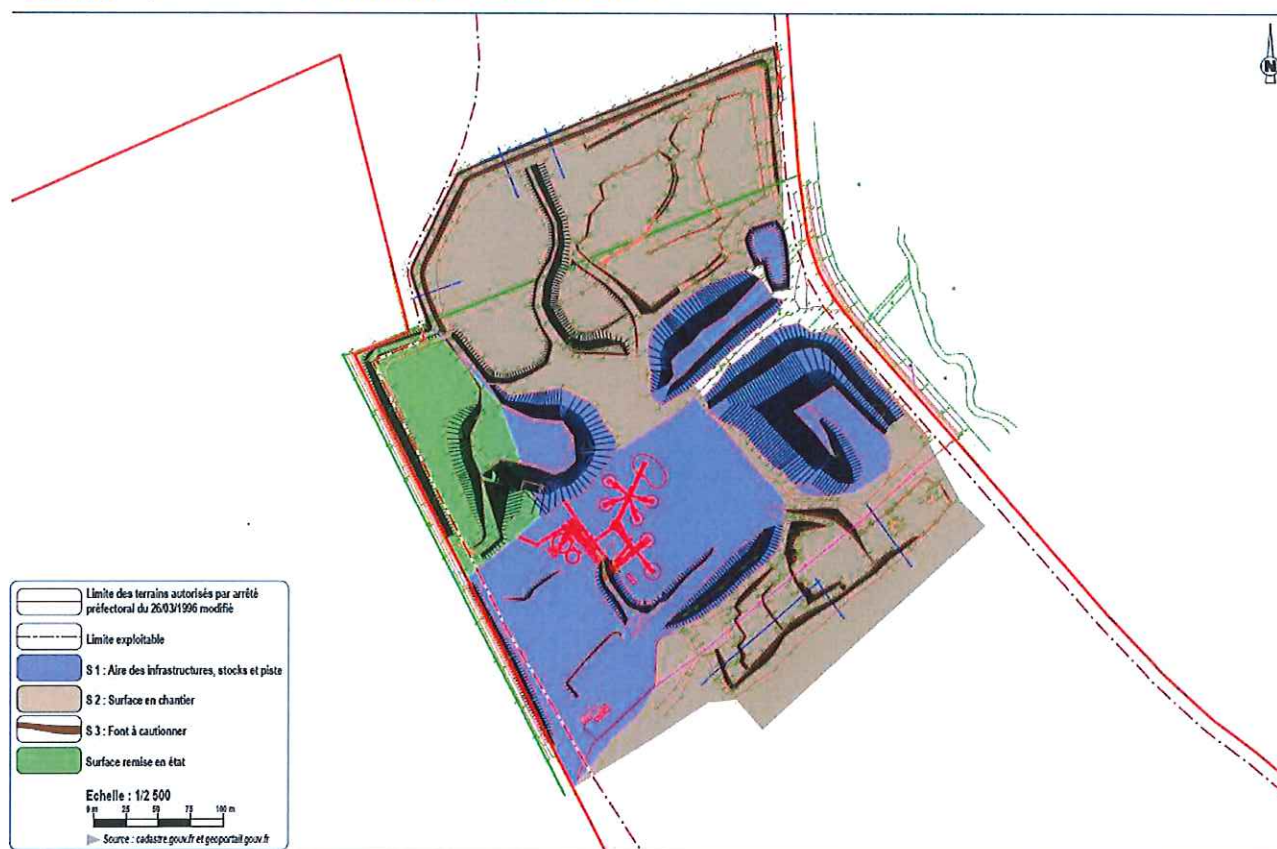 N
Limite des terrains autorisés par arrêté
préfectoral du 26/03/1996 modifié
Limite exploitable
S 1 : Aire des infrastructures, stocks et piste
S 2 : Surface en chantier
S 3 : Font à cautionner
Surface remise en état
Echelle : 1/2 500
0 m 25 50 75 100 m
Source : cadastre.gouv.fr et geoportail.gouv.fr